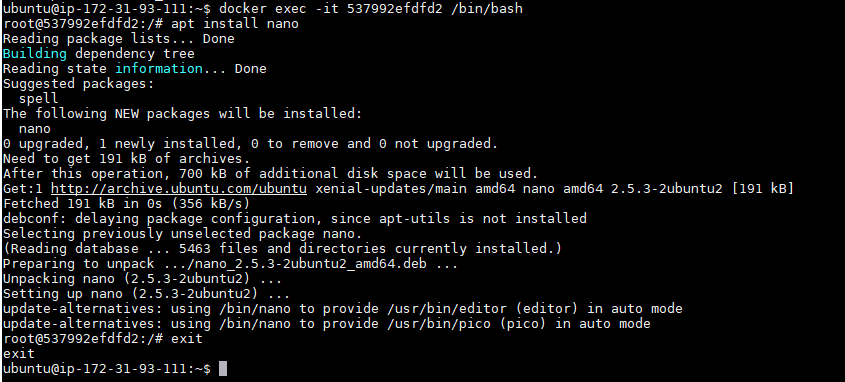 ubuntu@ip-172-31-93-111:~$ docker exec -it 537992efdfd2 /bin/bash
root@537992efdfd2:/# apt install nano
Reading package lists... Done
Building dependency tree
Reading state information... Done
Suggested packages:
  spell
The following NEW packages will be installed:
  nano
0 upgraded, 1 newly installed, 0 to remove and 0 not upgraded.
Need to get 191 kB of archives.
After this operation, 700 kB of additional disk space will be used.
Get:1 http://archive.ubuntu.com/ubuntu xenial-updates/main amd64 nano amd64 2.5.3-2ubuntu2 [191 kB]
Fetched 191 kB in 0s (356 kB/s)
debconf: delaying package configuration, since apt-utils is not installed
Selecting previously unselected package nano.
(Reading database ... 5463 files and directories currently installed.)
Preparing to unpack .../nano_2.5.3-2ubuntu2_amd64.deb ...
Unpacking nano (2.5.3-2ubuntu2) ...
Setting up nano (2.5.3-2ubuntu2) ...
update-alternatives: using /bin/nano to provide /usr/bin/editor (editor) in auto mode
update-alternatives: using /bin/nano to provide /usr/bin/pico (pico) in auto mode
root@537992efdfd2:/# exit
exit
ubuntu@ip-172-31-93-111:~$